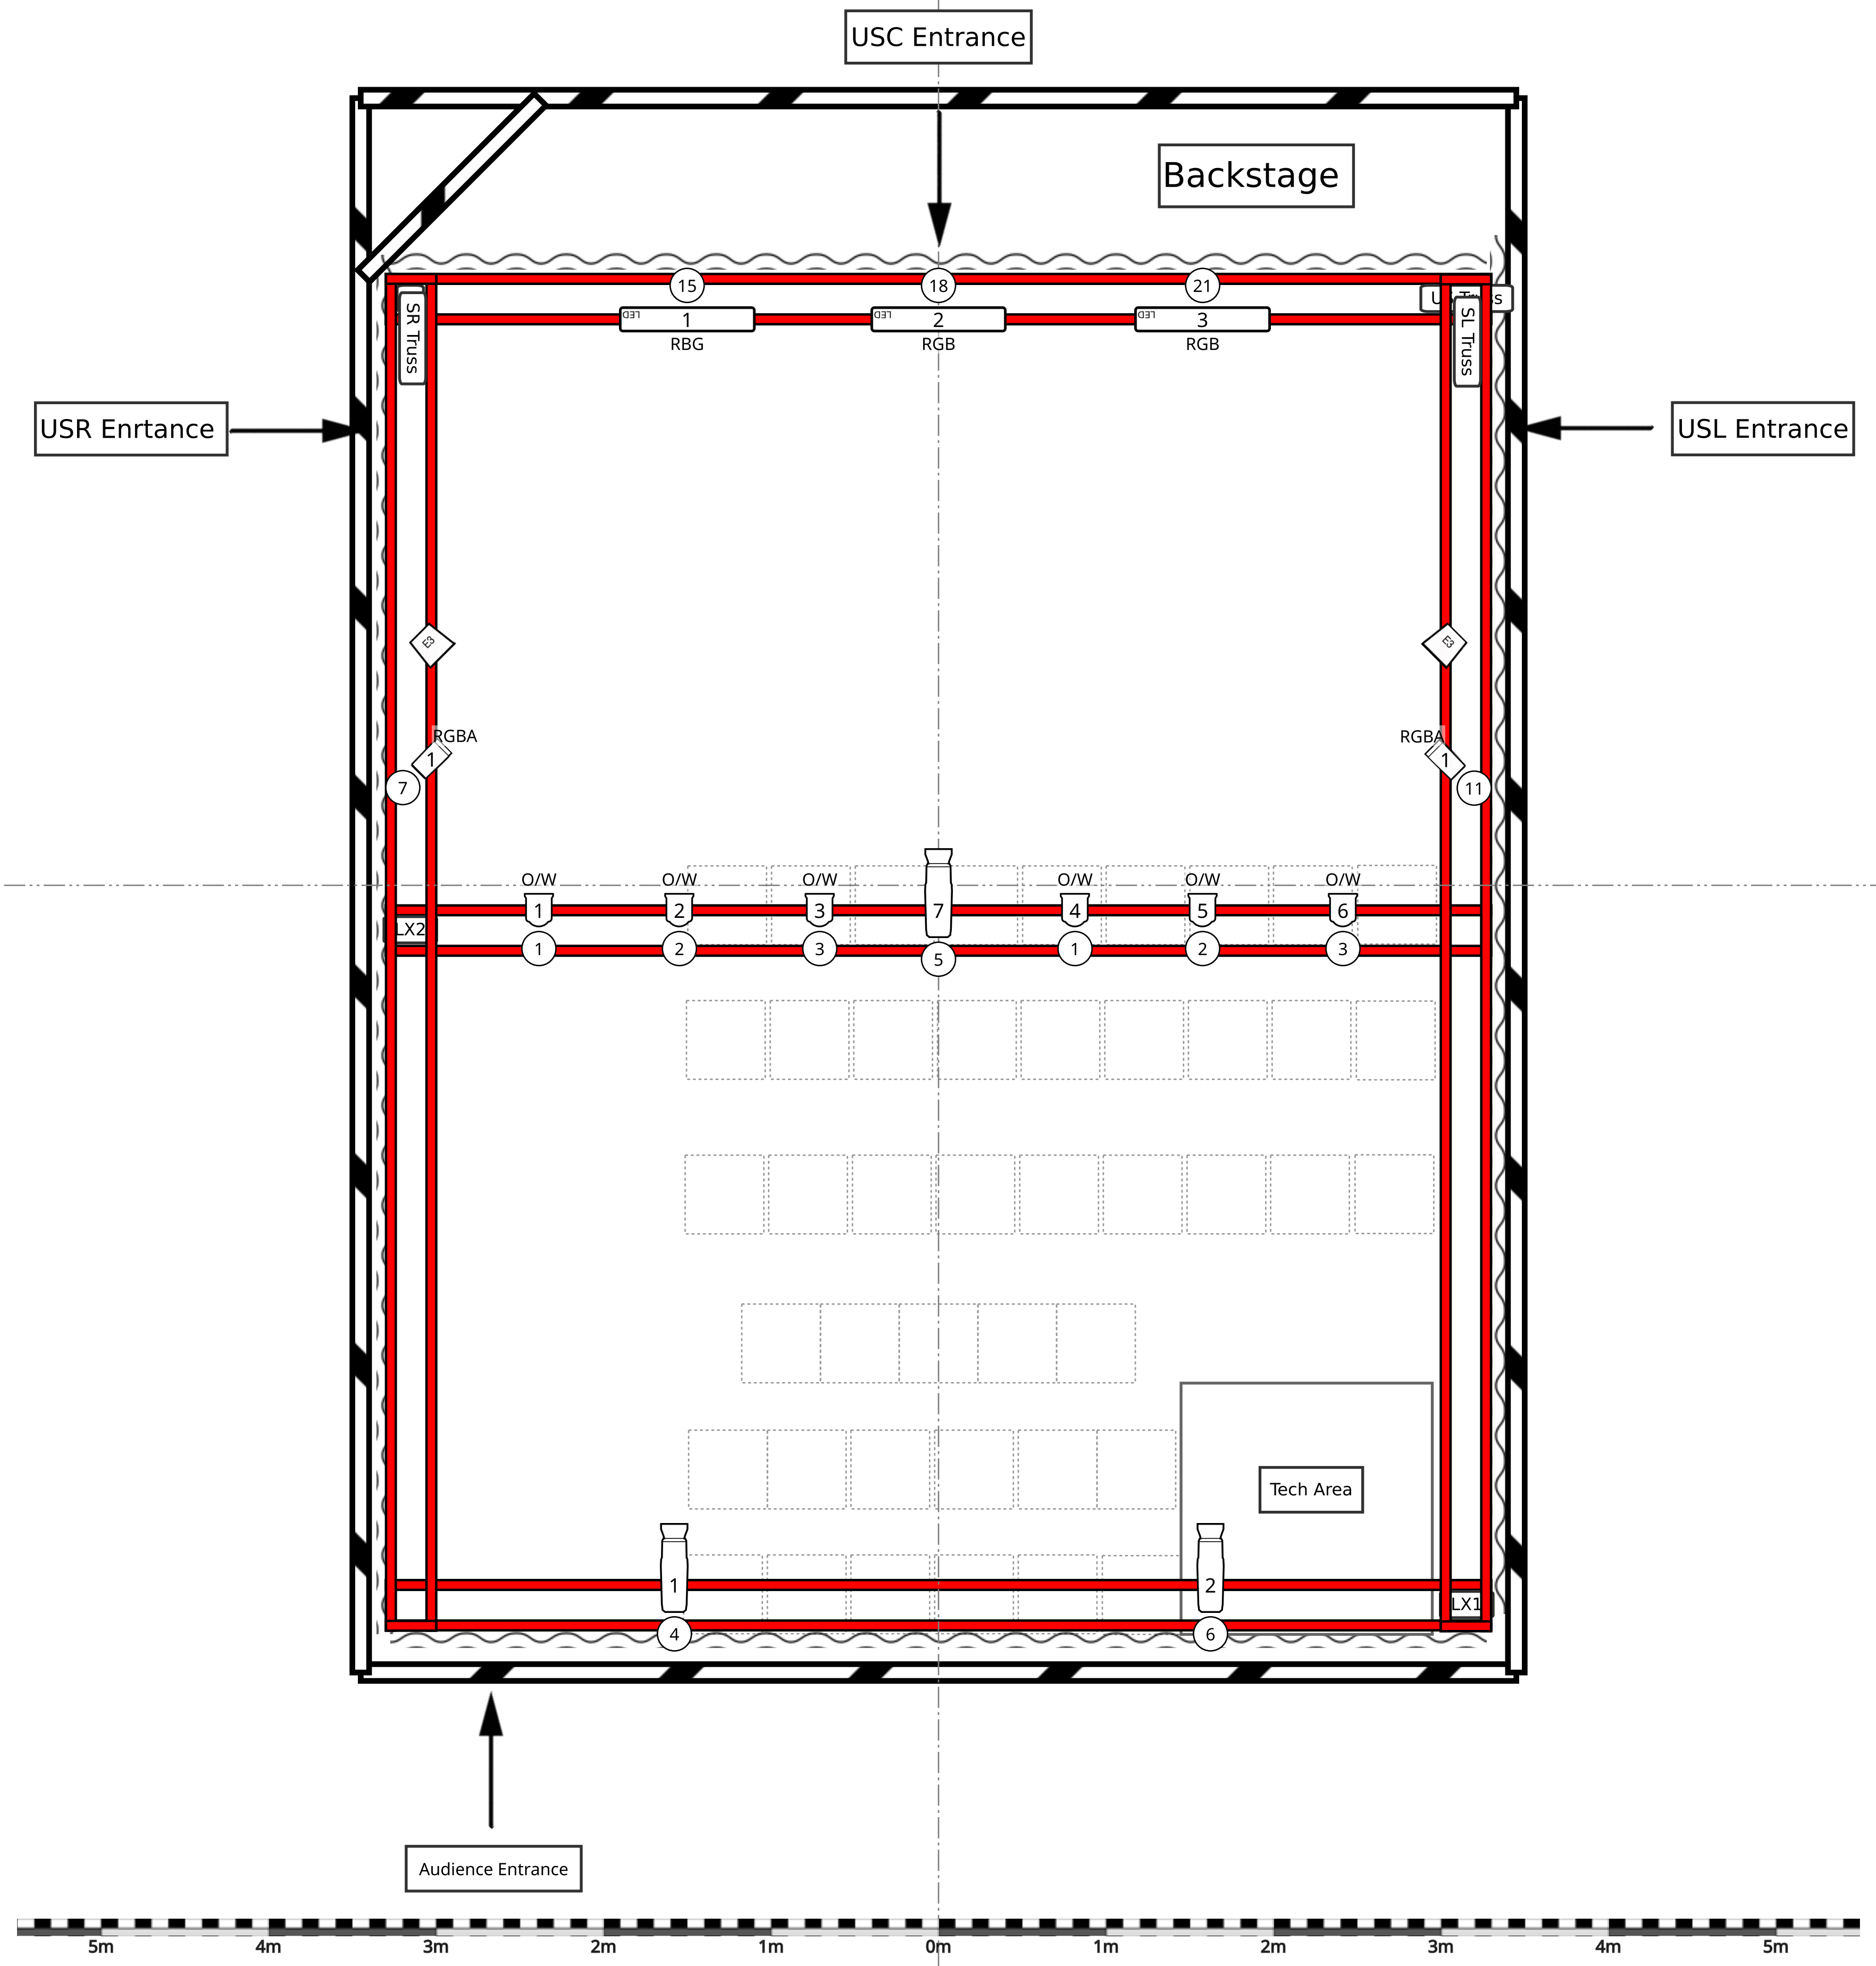 USC Entrance
Backstage
15 18 21
SR Truss
SL Truss
LED 1 LED 2 LED 3
RBG RGB RGB
USR Enrtance
USL Entrance
E3 E3
RGBA RGBA
1 1
7 11
O/W O/W O/W O/W O/W O/W
1 2 3 7 4 5 6
LX2
1 2 3 5 1 2 3
Tech Area
1 2
LX1
4 6
Audience Entrance
5m 4m 3m 2m 1m 0m 1m 2m 3m 4m 5m